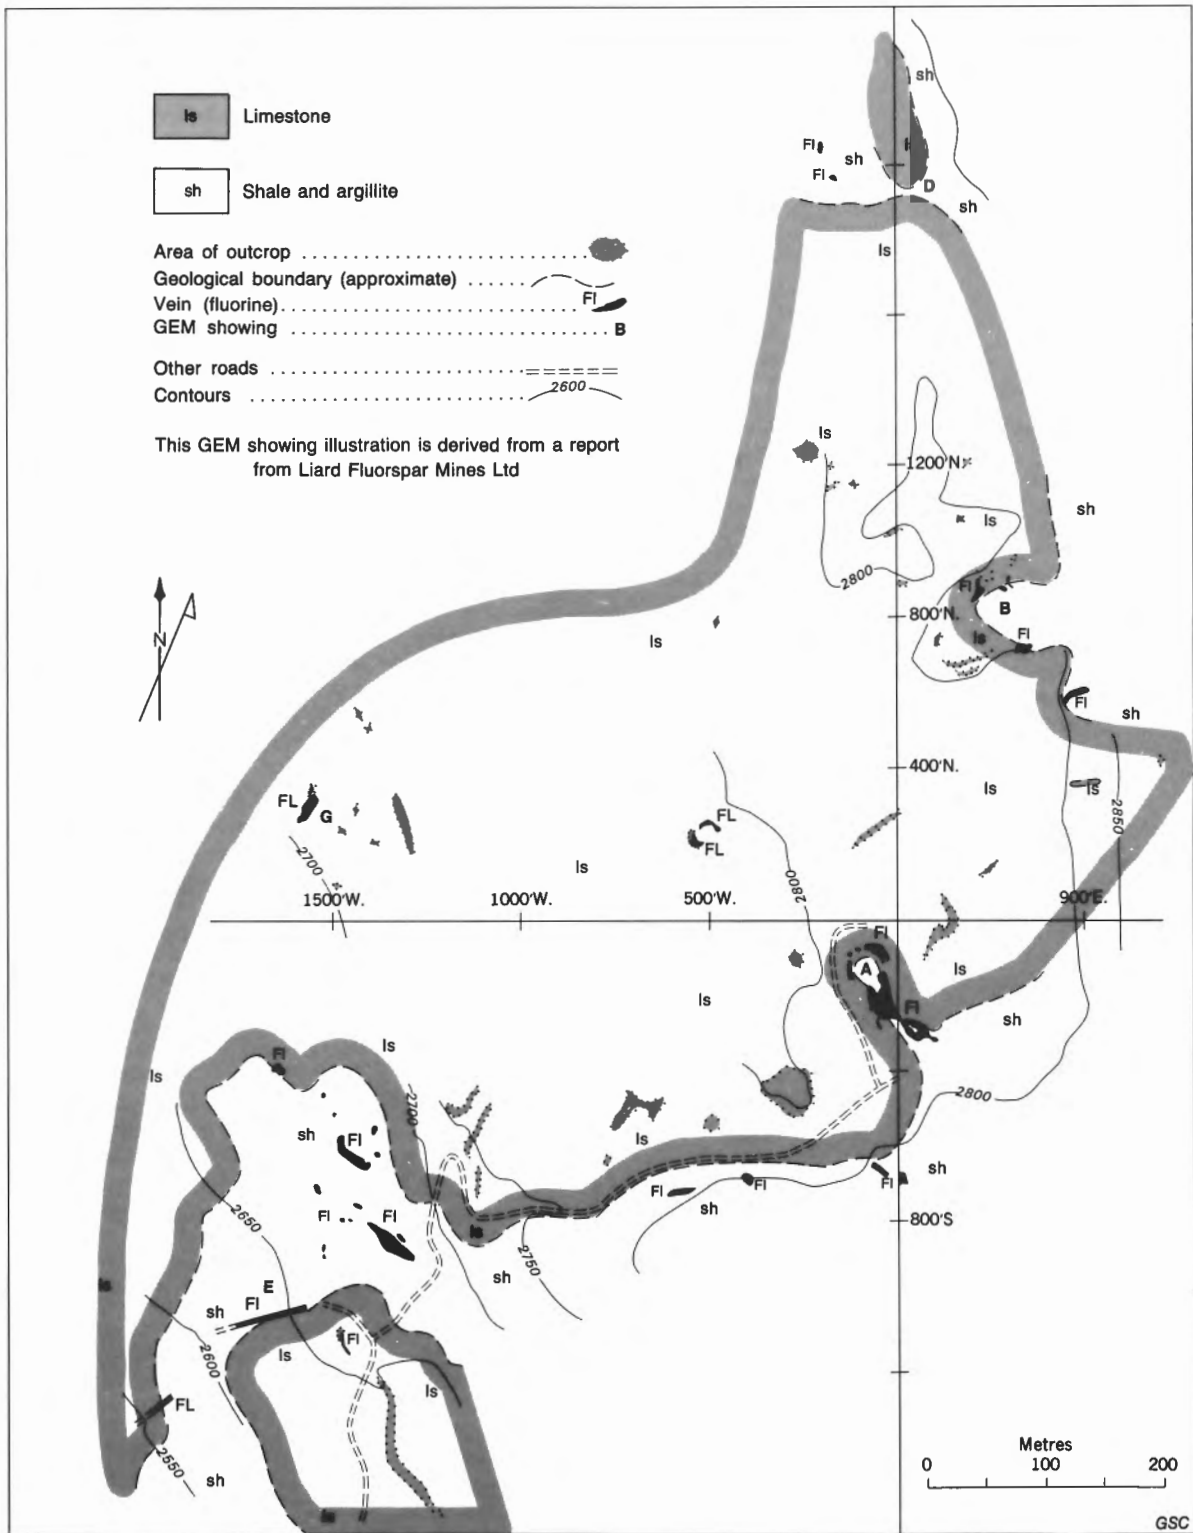 ls Limestone
sh Shale and argillite
Area of outcrop
Geological boundary (approximate)
Vein (fluorine) Fl
GEM showing B
Other roads
Contours 2600
This GEM showing illustration is derived from a report
from Liard Fluorspar Mines Ltd
N
sh
Fl
sh
Fl
D
sh
ls
ls
1200'N
sh
ls
2800
Fl
B
800'N.
ls
ls
Fl
Fl
sh
400'N.
ls
ls
2850
FL
G
FL
FL
2700
ls
2800
1500'W.
1000'W.
500'W.
900'E.
Fl
A
ls
ls
Fl
sh
ls
Fl
ls
2700
2800
sh
Fl
ls
sh
Fl
Fl
Fl
sh
Fl
Fl
2650
800'S
ls
2750
sh
ls
E
Fl
sh
Fl
ls
2600
ls
FL
2550
sh
ls
Metres
0 100 200
GSC